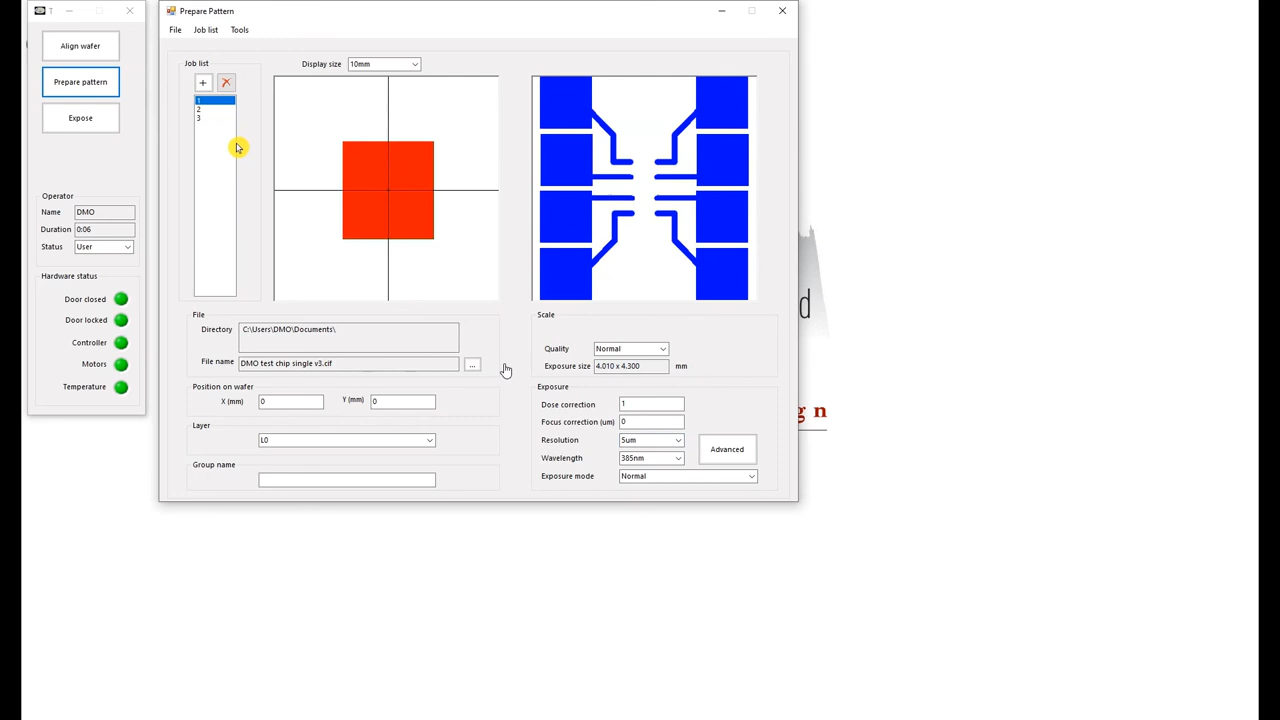 T
Align wafer
Prepare pattern
Expose
Operator
Name DMO
Duration 0:06
Status User
Hardware status
Door closed
Door locked
Controller
Motors
Temperature
Prepare Pattern
File Job list Tools
Job list
+
1
2
3
Display size 10mm
File
Directory C:\Users\DMO\Documents\
File name DMO test chip single v3.cif ...
Position on wafer
X (mm) 0 Y (mm) 0
Layer
L0
Group name
Scale
Quality Normal
Exposure size 4.010 x 4.300 mm
Exposure
Dose correction 1
Focus correction (um) 0
Resolution 5um
Wavelength 385nm
Exposure mode Normal
Advanced
d
g n